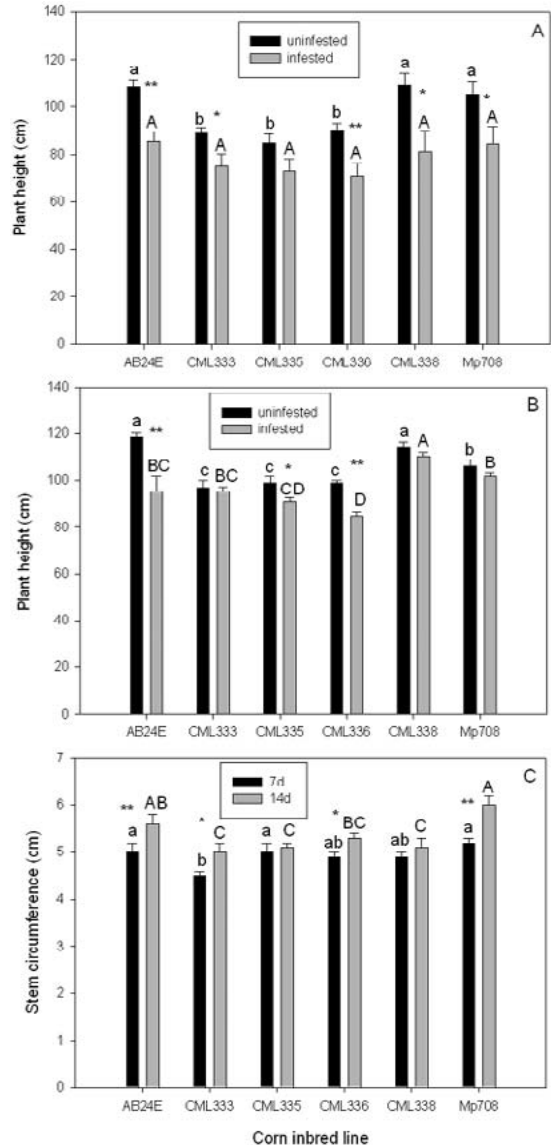 A
Plant height (cm)
140
120
100
80
60
40
20
0
uninfested
infested
a ** A
b * A
b A
b ** A
a * A
a * A
AB24E CML333 CML335 CML330 CML338 Mp708
B
Plant height (cm)
140
120
100
80
60
40
20
0
uninfested
infested
a ** BC
c BC
c * CD
c ** D
a A
b B
AB24E CML333 CML335 CML336 CML338 Mp708
C
Stem circumference (cm)
7
6
5
4
3
2
1
0
7d
14d
** a AB
* b C
a C
* ab BC
ab C
** a A
AB24E CML333 CML335 CML336 CML338 Mp708
Corn inbred line